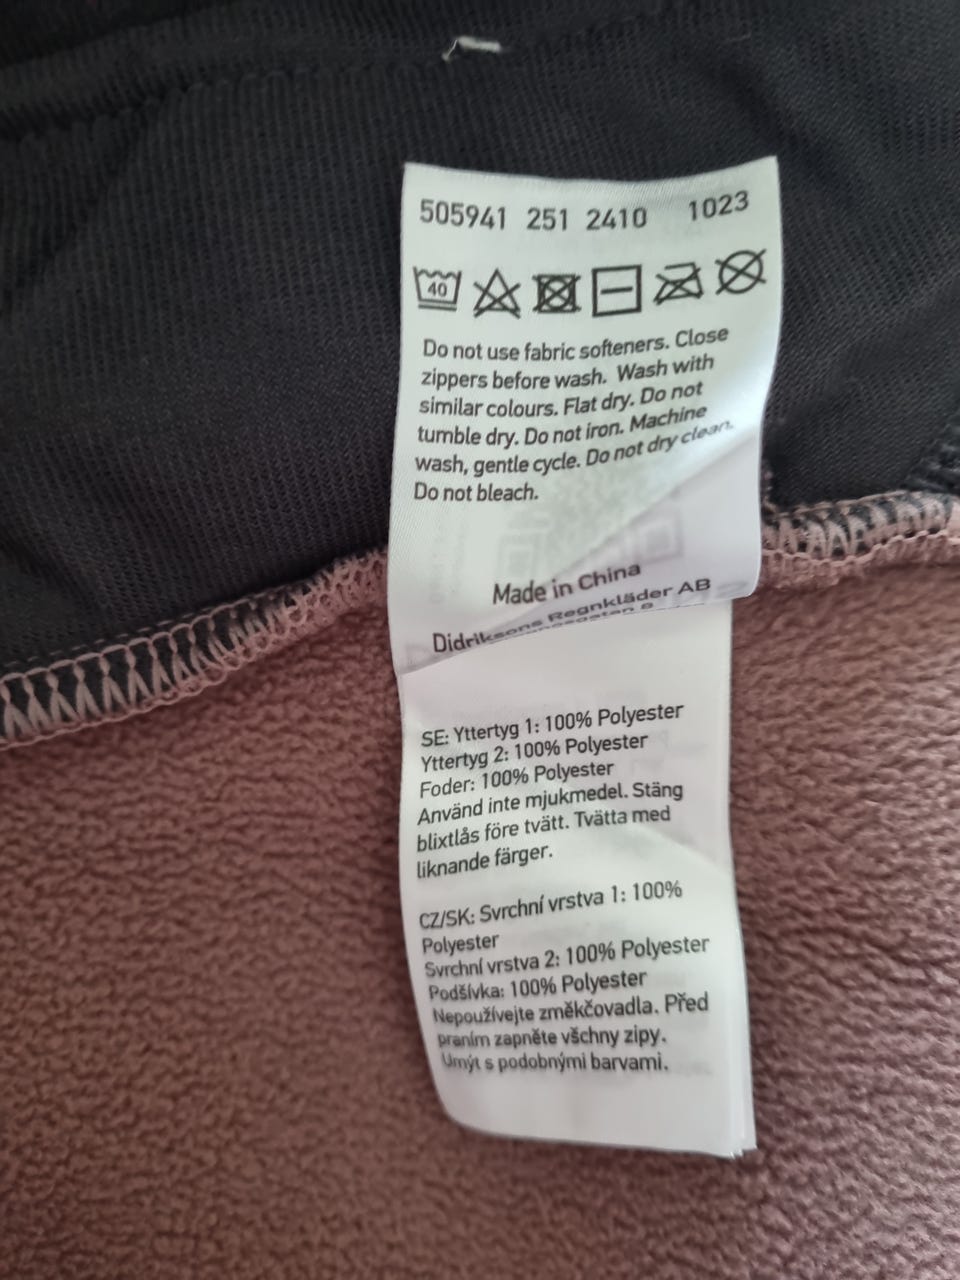 505941 251 2410 1023
40
Do not use fabric softeners. Close
zippers before wash. Wash with
similar colours. Flat dry. Do not
tumble dry. Do not iron. Machine
wash, gentle cycle. Do not dry clean.
Do not bleach.
Made in China
Didriksons Regnkläder AB
SE: Yttertyg 1: 100% Polyester
Yttertyg 2: 100% Polyester
Foder: 100% Polyester
Använd inte mjukmedel. Stäng
blixtlås före tvätt. Tvätta med
liknande färger.
CZ/SK: Svrchní vrstva 1: 100%
Polyester
Svrchní vrstva 2: 100% Polyester
Podšívka: 100% Polyester
Nepoužívejte změkčovadla. Před
praním zapněte všchny zipy.
Umýt s podobnými barvami.